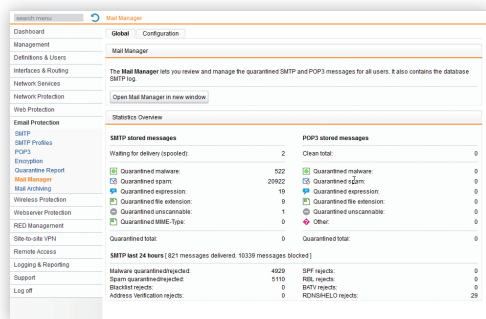 search menu
Mail Manager
Dashboard
Management
Definitions & Users
Interfaces & Routing
Network Services
Network Protection
Web Protection
Email Protection
SMTP
SMTP Profiles
POP3
Encryption
Quarantine Report
Mail Manager
Mail Archiving
Wireless Protection
Webserver Protection
RED Management
Site-to-site VPN
Remote Access
Logging & Reporting
Support
Log off
Global Configuration
Mail Manager
The Mail Manager lets you review and manage the quarantined SMTP and POP3 messages for all users. It also contains the database
SMTP log.
Open Mail Manager in new window
Statistics Overview
SMTP stored messages
Waiting for delivery (spooled): 2
Quarantined malware: 522
Quarantined spam: 20922
Quarantined expression: 19
Quarantined file extension: 9
Quarantined unscannable: 1
Quarantined MIME-Type: 0
Quarantined total: 0
POP3 stored messages
Clean total: 0
Quarantined malware: 0
Quarantined spam: 0
Quarantined expression: 0
Quarantined file extension: 0
Quarantined unscannable: 0
Other: 0
Quarantined total: 0
SMTP last 24 hours [ 821 messages delivered, 10339 messages blocked ]
Malware quarantined/rejected: 4929
Spam quarantined/rejected: 5110
Blacklist rejects: 0
Address Verification rejects: 0
SPF rejects: 0
RBL rejects: 0
BATV rejects: 0
RDNS/HELO rejects: 29